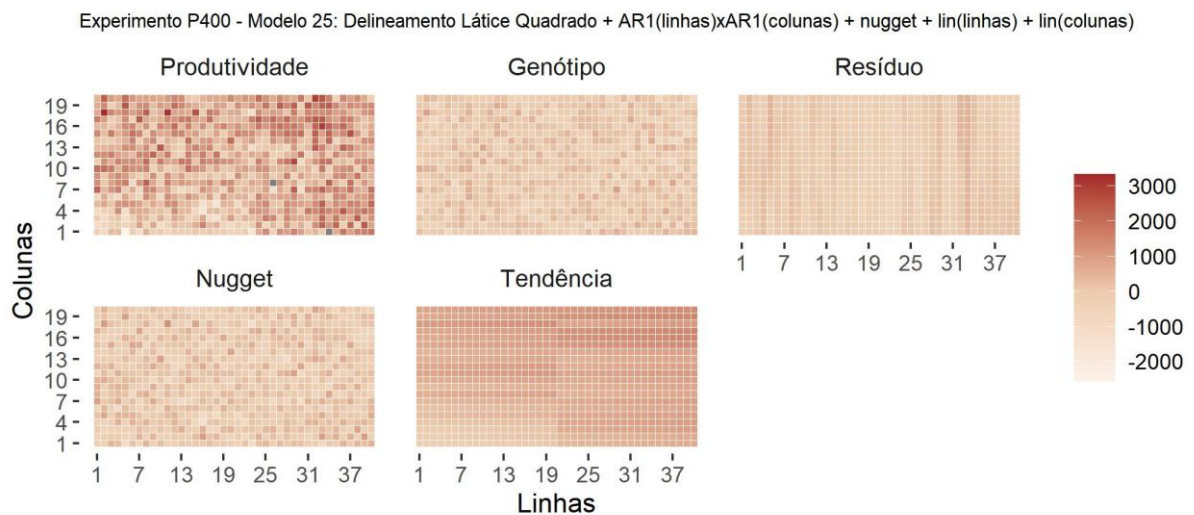 Experimento P400 - Modelo 25: Delineamento Látice Quadrado + AR1(linhas)xAR1(colunas) + nugget + lin(linhas) + lin(colunas)
Produtividade
Genótipo
Resíduo
19
16
13
10
7
4
1
1 7 13 19 25 31 37
Colunas
Nugget
Tendência
19
16
13
10
7
4
1
1 7 13 19 25 31 37
1 7 13 19 25 31 37
Linhas
3000
2000
1000
0
-1000
-2000